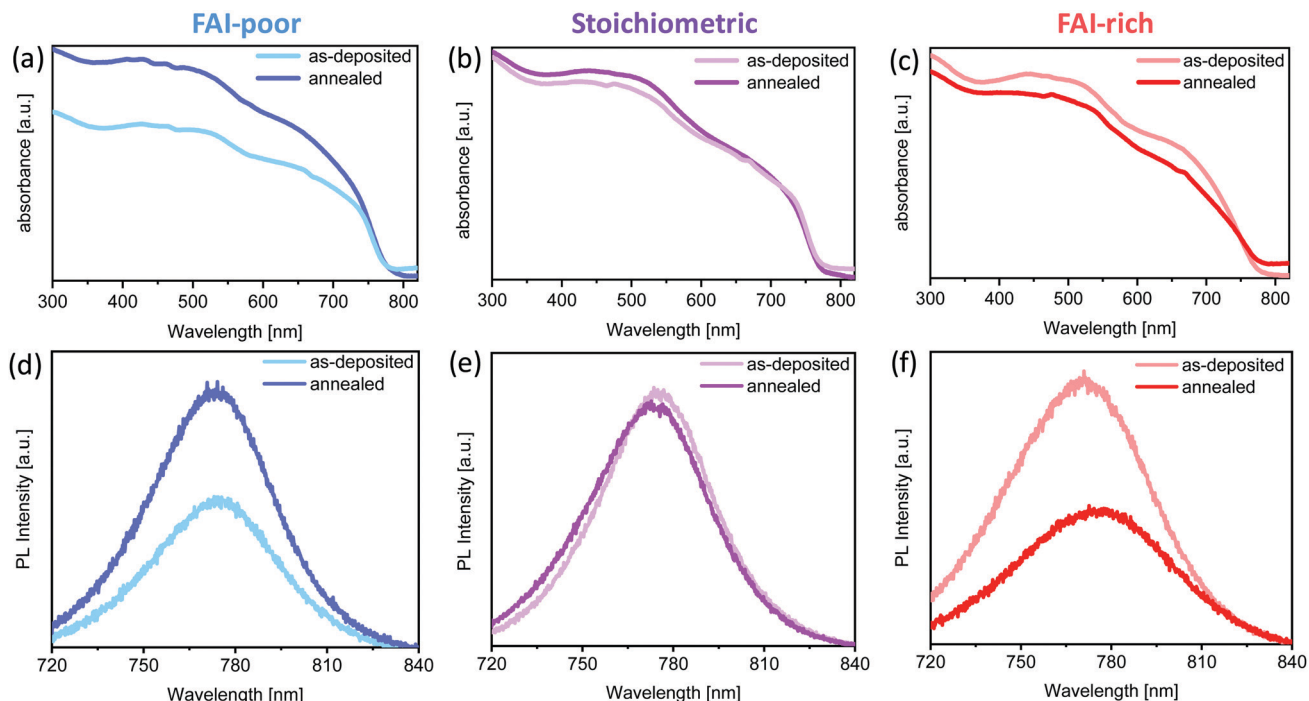 FAI-poor
Stoichiometric
FAI-rich
(a)
as-deposited
annealed
absorbance [a.u.]
300 400 500 600 700 800
Wavelength [nm]
(b)
as-deposited
annealed
absorbance [a.u.]
300 400 500 600 700 800
Wavelength [nm]
(c)
as-deposited
annealed
absorbance [a.u.]
300 400 500 600 700 800
Wavelength [nm]
(d)
as-deposited
annealed
PL Intensity [a.u.]
720 750 780 810 840
Wavelength [nm]
(e)
as-deposited
annealed
PL Intensity [a.u.]
720 750 780 810 840
Wavelength [nm]
(f)
as-deposited
annealed
PL Intensity [a.u.]
720 750 780 810 840
Wavelength [nm]